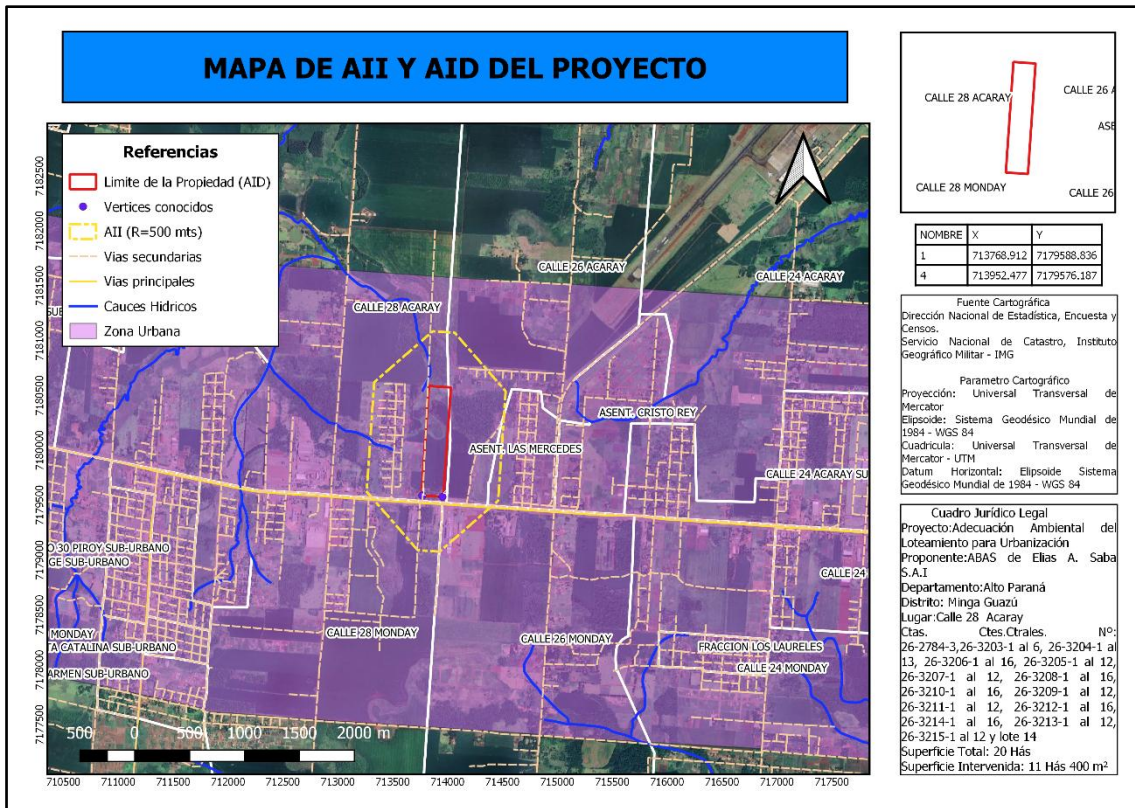 MAPA DE AII Y AID DEL PROYECTO
Referencias
Limite de la Propiedad (AID)
Vertices conocidos
AII (R=500 mts)
Vias secundarias
Vias principales
Cauces Hidricos
Zona Urbana
7182500
7182000
7181500
7181000
7180500
7180000
7179500
7179000
7178500
7178000
7177500
CALLE 26 ACARAY
CALLE 24 ACARAY
CALLE 28 ACARAY
SUB
ASENT. CRISTO REY
ASENT. LAS MERCEDES
CALLE 24 ACARAY SU
O 30 PIROY SUB-URBANO
GE SUB-URBANO
CALLE 24
CALLE 28 MONDAY
CALLE 26 MONDAY
MONDAY
TA CATALINA SUB-URBANO
FRACCION LOS LAURELES
CALLE 24 MONDAY
ARMEN SUB-URBANO
500 0 500 1000 1500 2000 m
710500 711000 711500 712000 712500 713000 713500 714000 714500 715000 715500 716000 716500 717000 717500
CALLE 28 ACARAY
CALLE 26 A
ASE
CALLE 28 MONDAY
CALLE 26
NOMBRE X Y
1 713768.912 7179588.836
4 713952.477 7179576.187
Fuente Cartográfica
Dirección Nacional de Estadística, Encuesta y
Censos.
Servicio Nacional de Catastro, Instituto
Geográfico Militar - IMG
Parametro Cartográfico
Proyección: Universal Transversal de
Mercator
Elipsoide: Sistema Geodésico Mundial de
1984 - WGS 84
Cuadricula: Universal Transversal de
Mercator - UTM
Datum Horizontal: Elipsoide Sistema
Geodésico Mundial de 1984 - WGS 84
Cuadro Jurídico Legal
Proyecto:Adecuación Ambiental del
Loteamiento para Urbanización
Proponente:ABAS de Elias A. Saba
S.A.I
Departamento:Alto Paraná
Distrito: Minga Guazú
Lugar:Calle 28 Acaray
Ctas. Ctes.Ctrales. Nº:
26-2784-3,26-3203-1 al 6, 26-3204-1 al
13, 26-3206-1 al 16, 26-3205-1 al 12,
26-3207-1 al 12, 26-3208-1 al 16,
26-3210-1 al 16, 26-3209-1 al 12,
26-3211-1 al 12, 26-3212-1 al 16,
26-3214-1 al 16, 26-3213-1 al 12,
26-3215-1 al 12 y lote 14
Superficie Total: 20 Hás
Superficie Intervenida: 11 Hás 400 m²